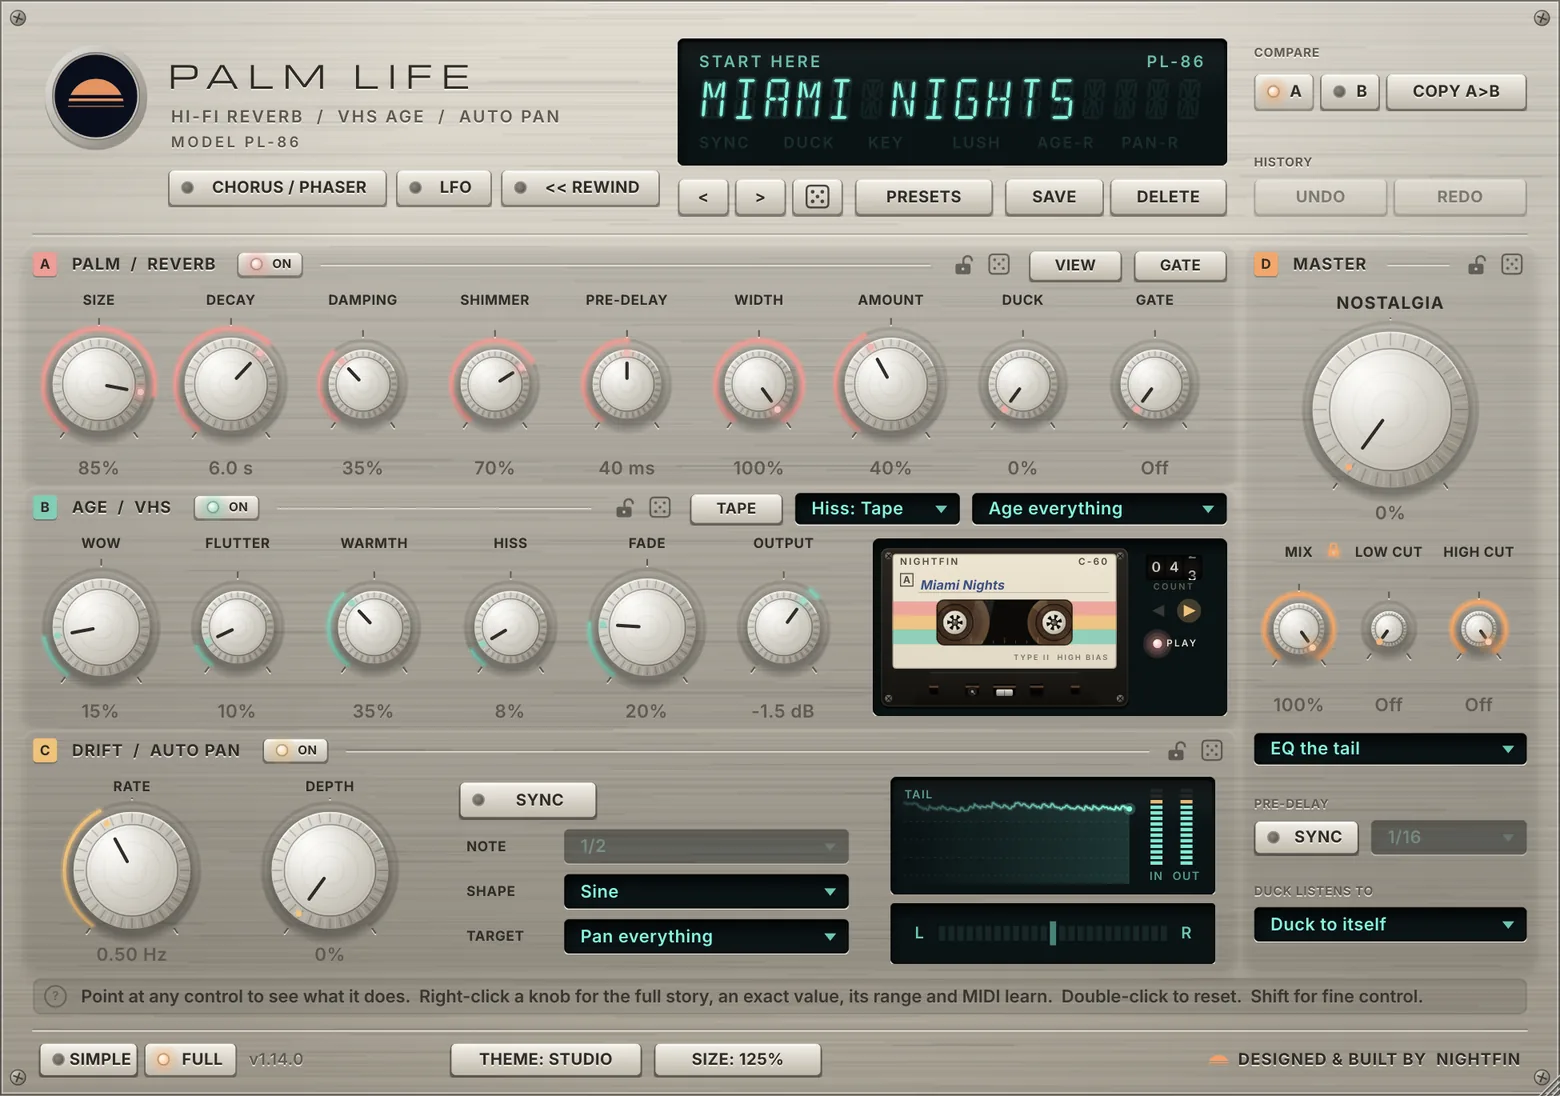 PALM LIFE
HI-FI REVERB / VHS AGE / AUTO PAN
MODEL PL-86
CHORUS / PHASER
LFO
<< REWIND
START HERE
PL-86
MIAMI NIGHTS
SYNC DUCK KEY LUSH AGE-R PAN-R
< >
PRESETS
SAVE
DELETE
COMPARE
A
B
COPY A>B
HISTORY
UNDO
REDO
A PALM / REVERB ON
VIEW
GATE
SIZE DECAY DAMPING SHIMMER PRE-DELAY WIDTH AMOUNT DUCK GATE
85% 6.0 s 35% 70% 40 ms 100% 40% 0% Off
B AGE / VHS ON
TAPE
Hiss: Tape
Age everything
WOW FLUTTER WARMTH HISS FADE OUTPUT
15% 10% 35% 8% 20% -1.5 dB
NIGHTFIN C-60
A Miami Nights
TYPE II HIGH BIAS
0 4 3
COUNT
PLAY
C DRIFT / AUTO PAN ON
RATE DEPTH
0.50 Hz 0%
SYNC
NOTE 1/2
SHAPE Sine
TARGET Pan everything
TAIL
IN OUT
L R
D MASTER
NOSTALGIA
0%
MIX LOW CUT HIGH CUT
100% Off Off
EQ the tail
PRE-DELAY
SYNC 1/16
DUCK LISTENS TO
Duck to itself
? Point at any control to see what it does. Right-click a knob for the full story, an exact value, its range and MIDI learn. Double-click to reset. Shift for fine control.
SIMPLE
FULL
v1.14.0
THEME: STUDIO
SIZE: 125%
DESIGNED & BUILT BY NIGHTFIN